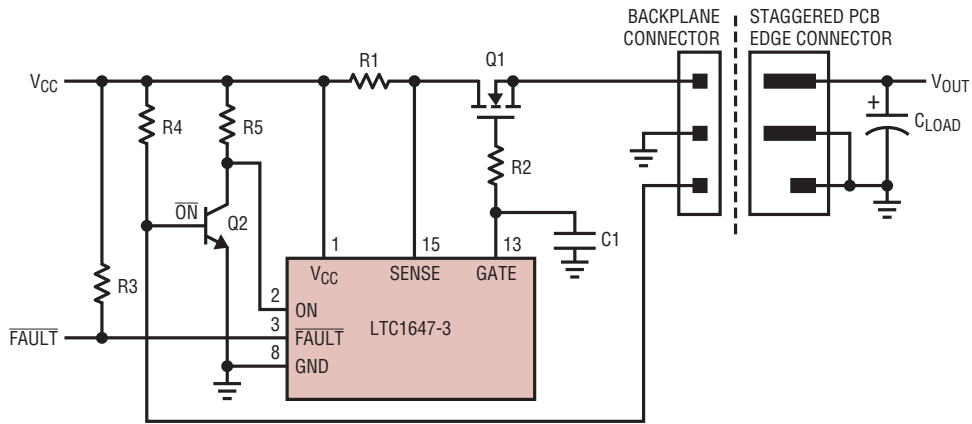 BACKPLANE
CONNECTOR
STAGGERED PCB
EDGE CONNECTOR
R1
Q1
VCC
VOUT
+
CLOAD
R4
R5
R2
ON
Q2
C1
R3
1
15
13
VCC
SENSE
GATE
2
ON
3
FAULT
FAULT
LTC1647-3
8
GND